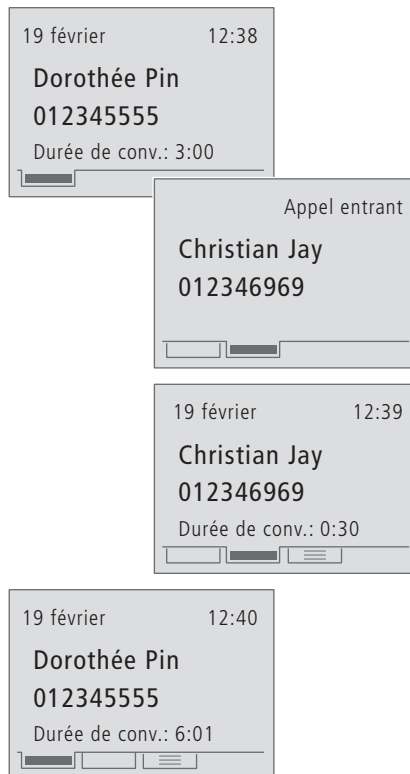 19 février 12:38
Dorothée Pin
012345555
Durée de conv.: 3:00
Appel entrant
Christian Jay
012346969
19 février 12:39
Christian Jay
012346969
Durée de conv.: 0:30
19 février 12:40
Dorothée Pin
012345555
Durée de conv.: 6:01